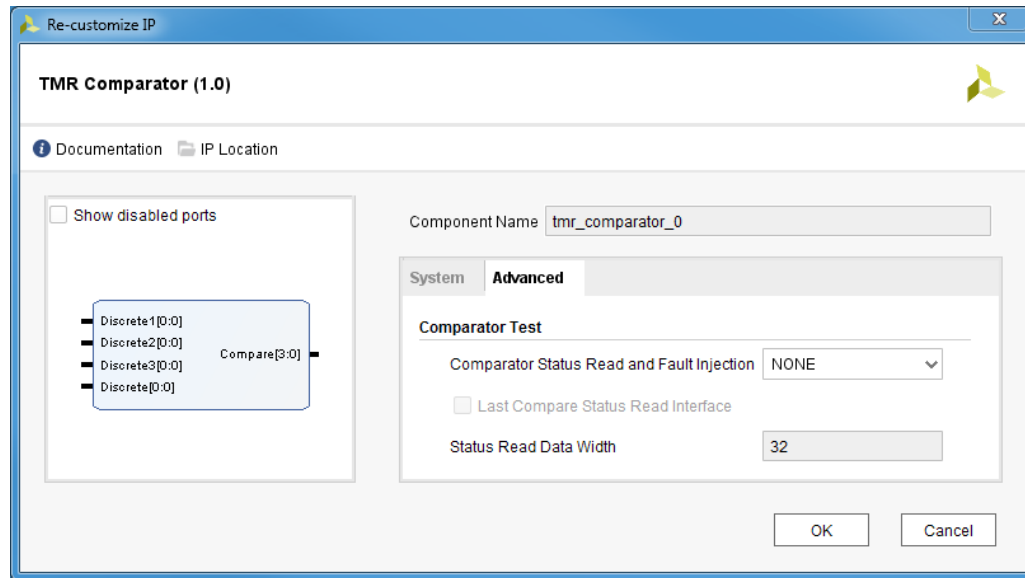 Re-customize IP
TMR Comparator (1.0)
Documentation IP Location
Show disabled ports
Discrete1[0:0]
Discrete2[0:0]
Discrete3[0:0]
Discrete[0:0]
Compare[3:0]
Component Name tmr_comparator_0
System Advanced
Comparator Test
Comparator Status Read and Fault Injection NONE
Last Compare Status Read Interface
Status Read Data Width 32
OK Cancel